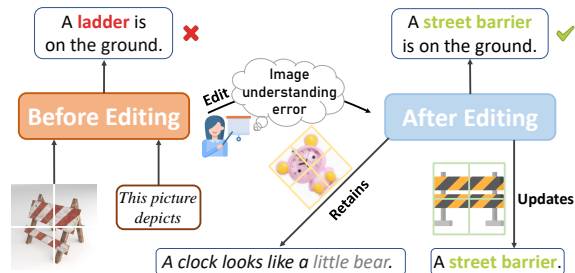 A ladder is
on the ground.
A street barrier
is on the ground.
Image
understanding
error
Edit
Before Editing
After Editing
This picture
depicts
Retains
Updates
A clock looks like a little bear.
A street barrier.